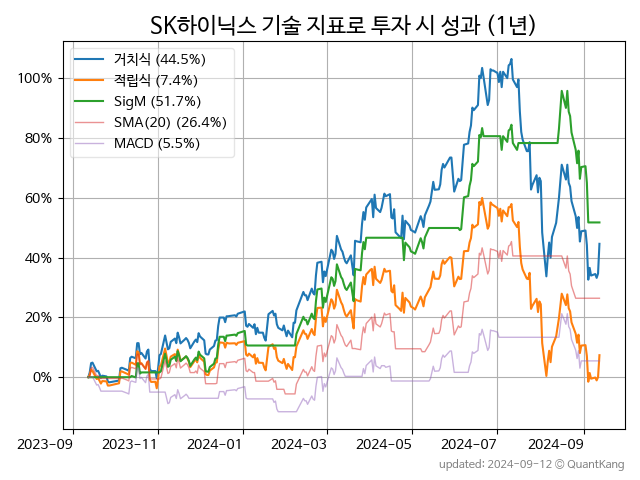 SK하이닉스 기술 지표로 투자 시 성과 (1년)
거치식 (44.5%)
적립식 (7.4%)
SigM (51.7%)
SMA(20) (26.4%)
MACD (5.5%)
100%
80%
60%
40%
20%
0%
2023-09 2023-11 2024-01 2024-03 2024-05 2024-07 2024-09
updated: 2024-09-12 © QuantKang